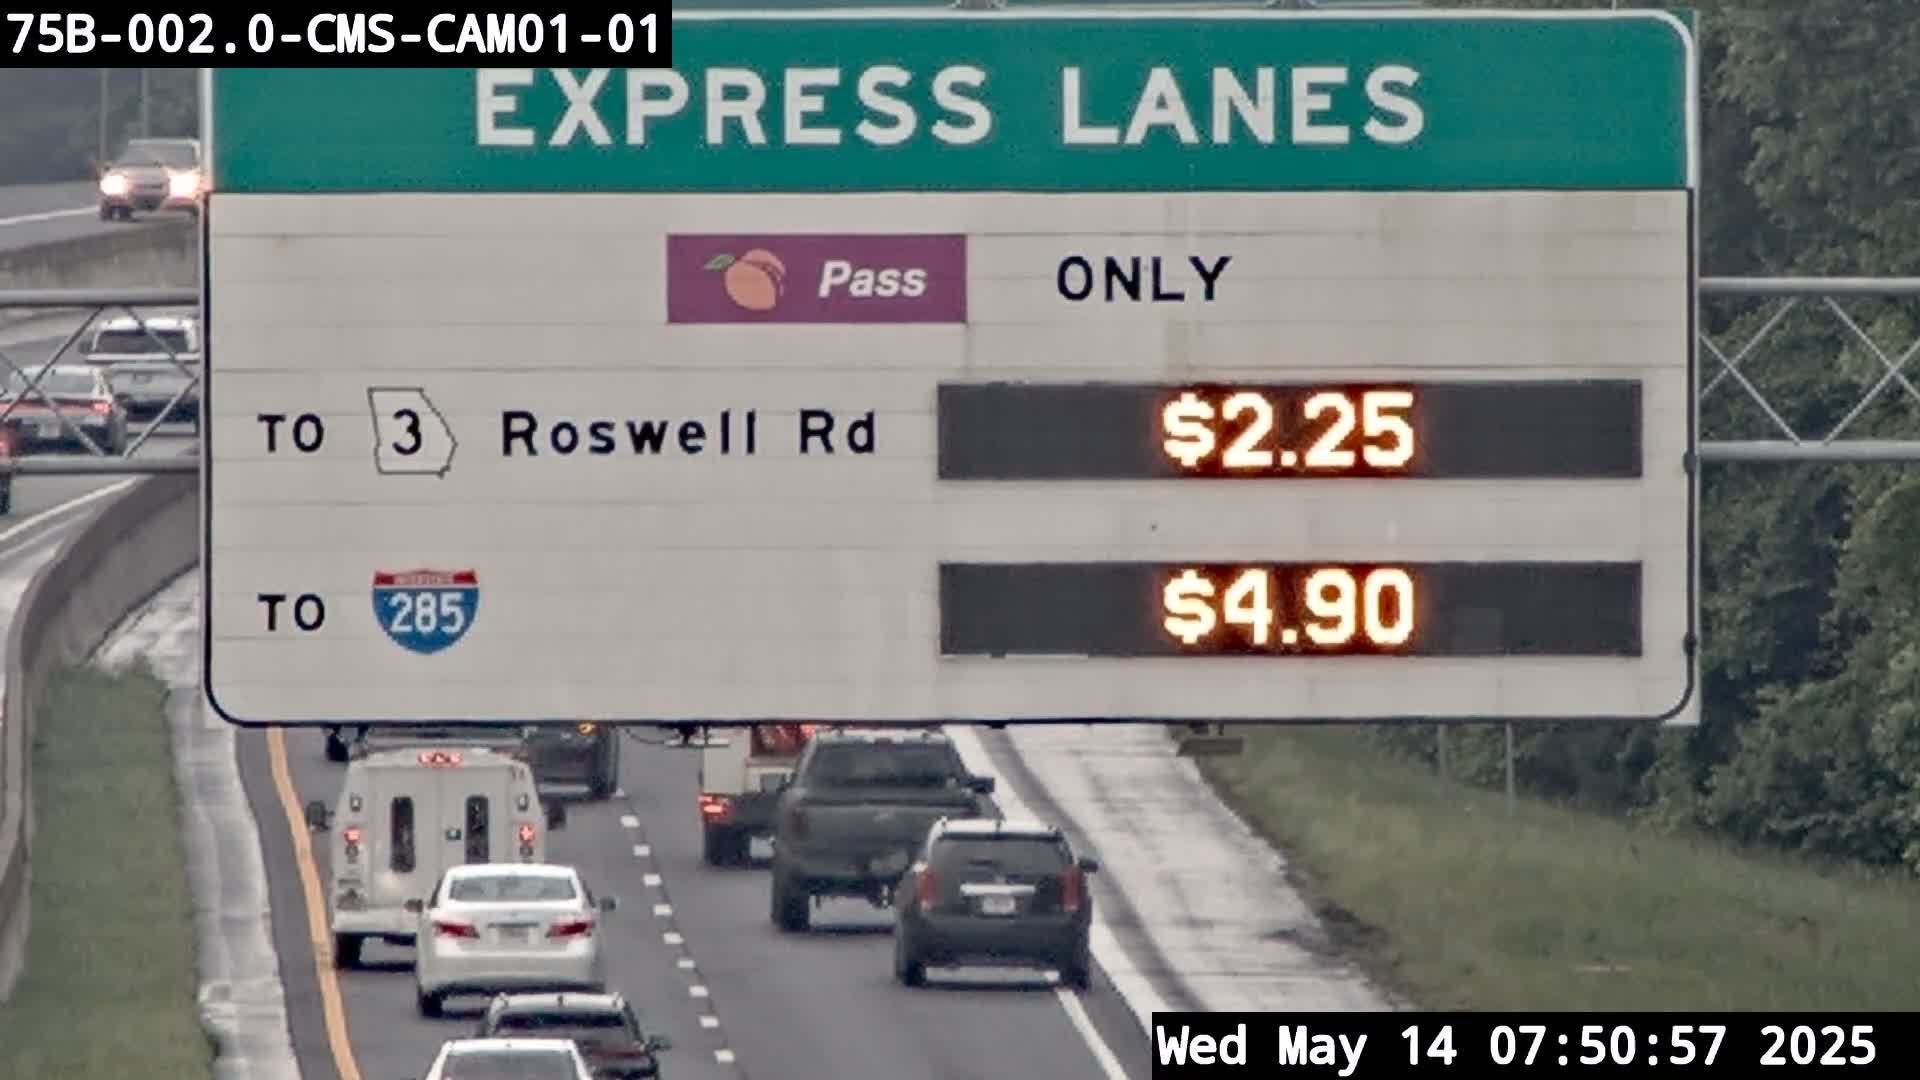 75B-002.0-CMS-CAM01-01
EXPRESS LANES
Pass ONLY
TO 3 Roswell Rd $2.25
TO INTERSTATE 285 $4.90
Wed May 14 07:50:57 2025